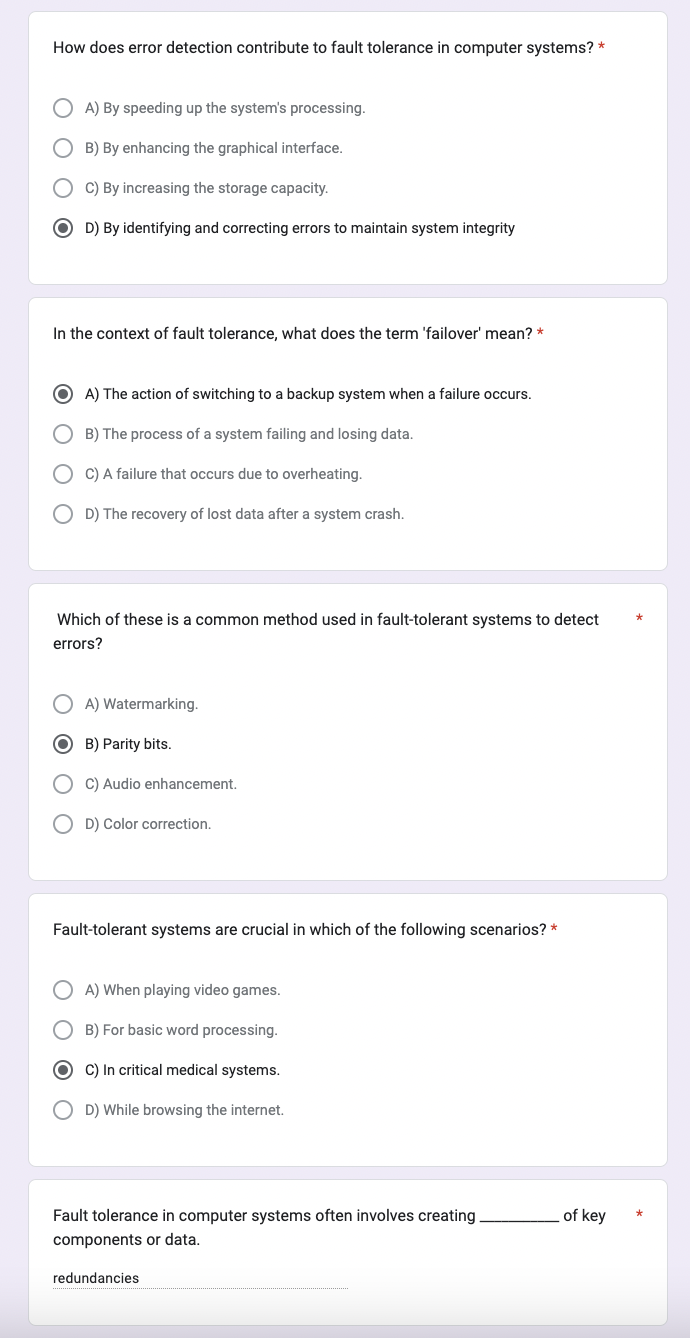 How does error detection contribute to fault tolerance in computer systems? *
A) By speeding up the system's processing.
B) By enhancing the graphical interface.
C) By increasing the storage capacity.
D) By identifying and correcting errors to maintain system integrity
In the context of fault tolerance, what does the term 'failover' mean? *
A) The action of switching to a backup system when a failure occurs.
B) The process of a system failing and losing data.
C) A failure that occurs due to overheating.
D) The recovery of lost data after a system crash.
Which of these is a common method used in fault-tolerant systems to detect *
errors?
A) Watermarking.
B) Parity bits.
C) Audio enhancement.
D) Color correction.
Fault-tolerant systems are crucial in which of the following scenarios? *
A) When playing video games.
B) For basic word processing.
C) In critical medical systems.
D) While browsing the internet.
Fault tolerance in computer systems often involves creating __________ of key *
components or data.
redundancies